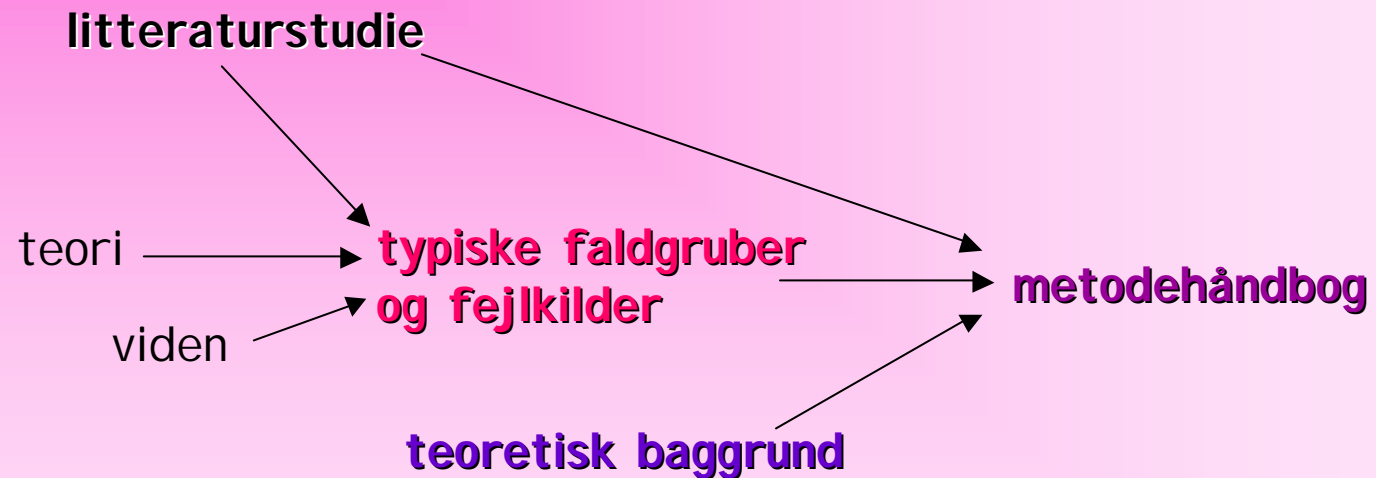 litteraturstudie
teori
typiske faldgruber
og fejlkilder
metodehåndbog
viden
teoretisk baggrund